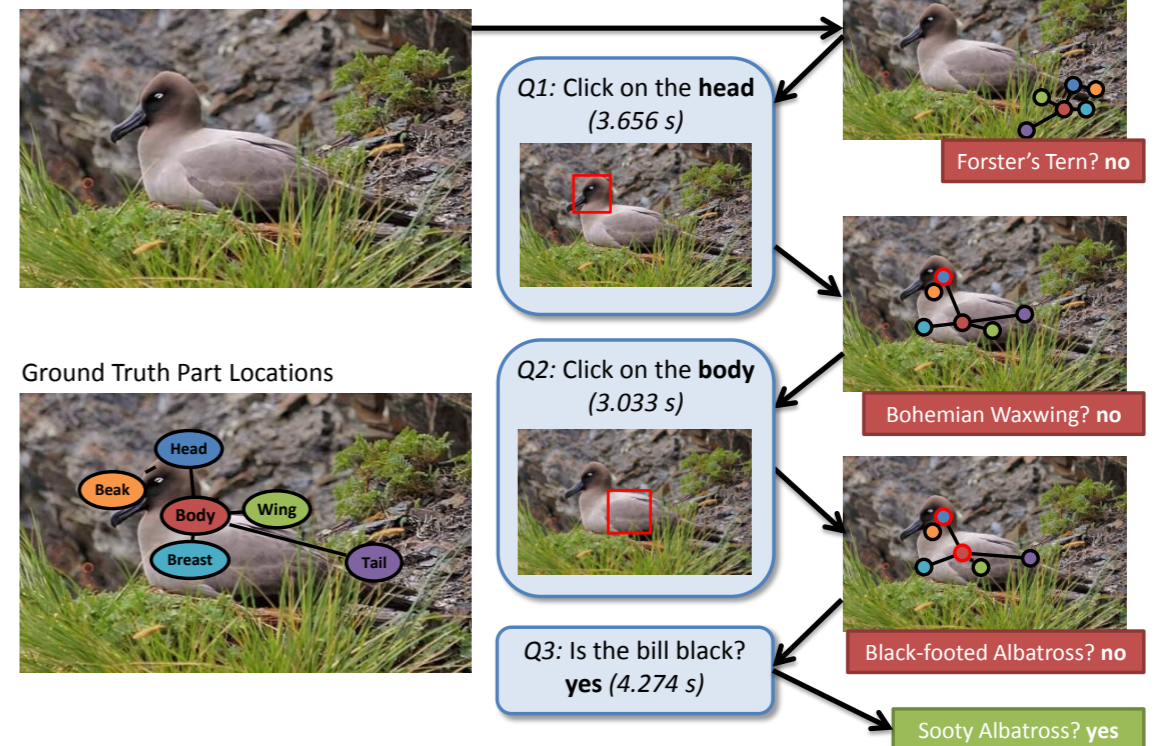 Q1: Click on the head
(3.656 s)
Forster's Tern? no
Bohemian Waxwing? no
Q2: Click on the body
(3.033 s)
Black-footed Albatross? no
Q3: Is the bill black?
yes (4.274 s)
Sooty Albatross? yes
Ground Truth Part Locations
Head
Beak
Body
Wing
Breast
Tail